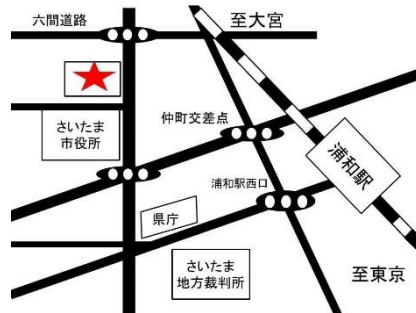 六間道路
至大宮
さいたま
市役所
仲町交差点
浦和駅
浦和駅西口
県庁
さいたま
地方裁判所
至東京